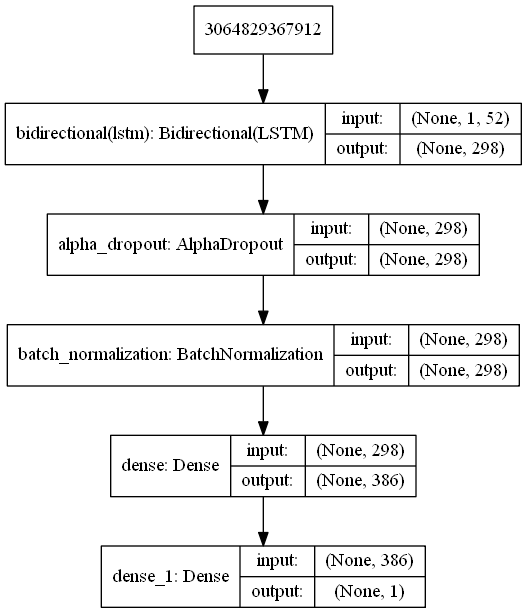 3064829367912
bidirectional(lstm): Bidirectional(LSTM)
input: (None, 1, 52)
output: (None, 298)
alpha_dropout: AlphaDropout
input: (None, 298)
output: (None, 298)
batch_normalization: BatchNormalization
input: (None, 298)
output: (None, 298)
dense: Dense
input: (None, 298)
output: (None, 386)
dense_1: Dense
input: (None, 386)
output: (None, 1)